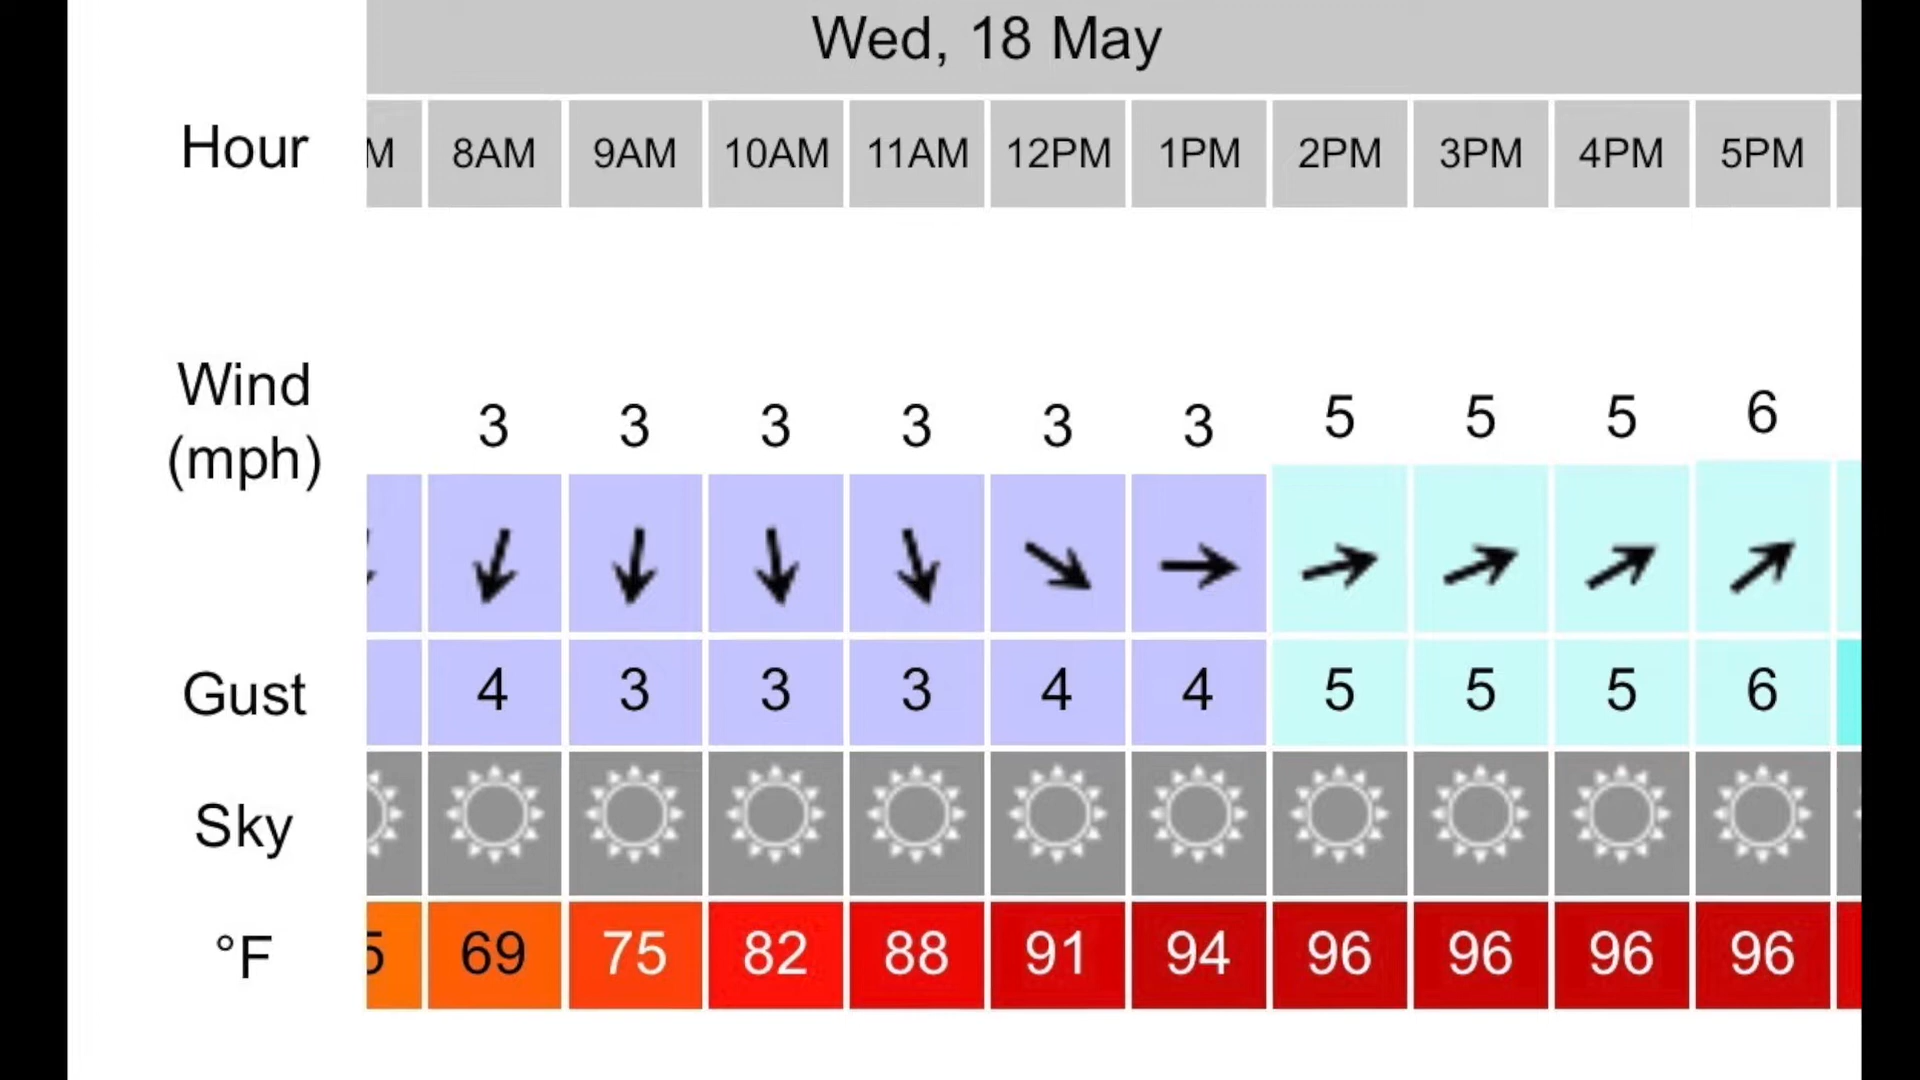 Wed, 18 May
Hour M 8AM 9AM 10AM 11AM 12PM 1PM 2PM 3PM 4PM 5PM
Wind
(mph)
3 3 3 3 3 3 5 5 5 6
Gust 4 3 3 3 4 4 5 5 5 6
Sky
°F 5 69 75 82 88 91 94 96 96 96 96